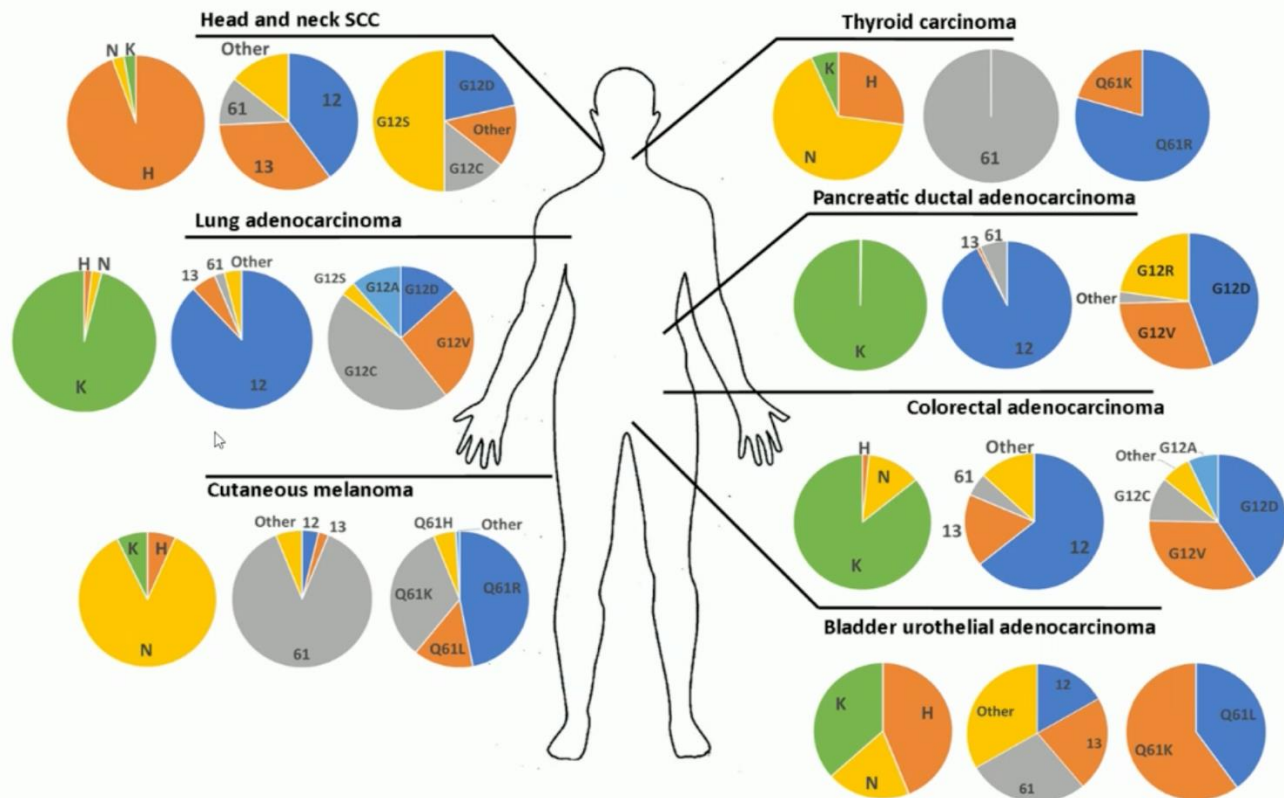 Head and neck SCC
N K
H
Other
12
61
13
G12D
G12S
Other
G12C
Thyroid carcinoma
K
H
N
61
Q61K
Q61R
Lung adenocarcinoma
H N
K
13 61 Other
12
G12S
G12A
G12D
G12V
G12C
Pancreatic ductal adenocarcinoma
K
13 61
12
G12R
G12D
Other
G12V
Colorectal adenocarcinoma
H
N
K
Other
61
13
12
G12A
Other
G12C
G12D
G12V
Cutaneous melanoma
K H
N
Other 12 13
61
Q61H Other
Q61K
Q61R
Q61L
Bladder urothelial adenocarcinoma
K
H
N
12
Other
13
61
Q61L
Q61K